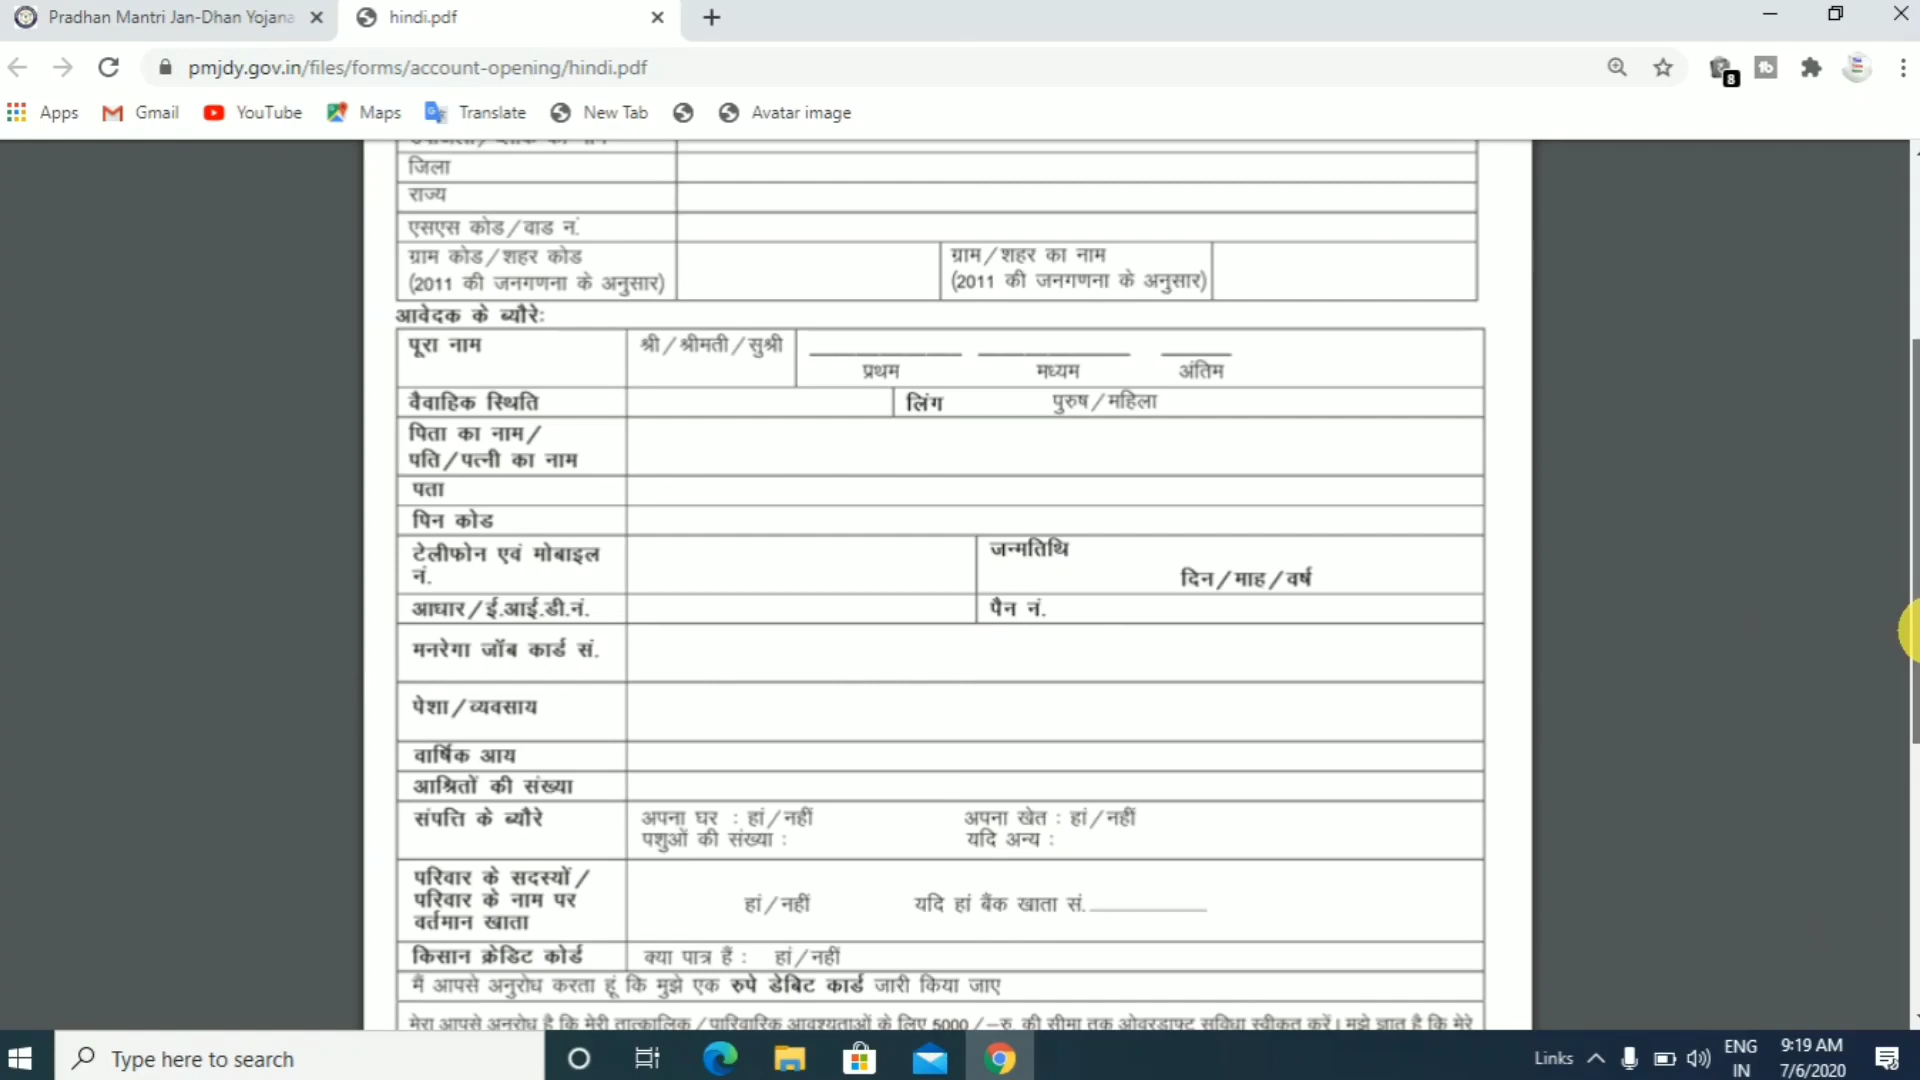 Pradhan Mantri Jan-Dhan Yojana
hindi.pdf
pmjdy.gov.in/files/forms/account-opening/hindi.pdf
8
Apps
Gmail
YouTube
Maps
Translate
New Tab
Avatar image
जिला
राज्य
एसएस कोड/वाड नं.
ग्राम कोड/शहर कोड
(2011 की जनगणना के अनुसार)
ग्राम/शहर का नाम
(2011 की जनगणना के अनुसार)
आवेदक के ब्यौरे:
पूरा नाम
श्री/श्रीमती/सुश्री
प्रथम मध्यम अंतिम
वैवाहिक स्थिति
लिंग पुरुष/महिला
पिता का नाम/
पति/पत्नी का नाम
पता
पिन कोड
टेलीफोन एवं मोबाइल
नं.
जन्मतिथि
दिन/माह/वर्ष
आधार/ई.आई.डी.नं.
पैन नं.
मनरेगा जॉब कार्ड सं.
पेशा/व्यवसाय
वार्षिक आय
आश्रितों की संख्या
संपत्ति के ब्यौरे
अपना घर : हां/नहीं अपना खेत : हां/नहीं
पशुओं की संख्या : यदि अन्य :
परिवार के सदस्यों/
परिवार के नाम पर
वर्तमान खाता
हां/नहीं यदि हां बैंक खाता सं.
किसान क्रेडिट कोर्ड
क्या पात्र हैं : हां/नहीं
मैं आपसे अनुरोध करता हूं कि मुझे एक रुपे डेबिट कार्ड जारी किया जाए
मेरा आपसे अनुरोध है कि मेरी तात्कालिक/पारिवारिक आवश्यताओं के लिए 5000/-रु. की सीमा तक ओवरड्राफ्ट सुविधा स्वीकृत करें। मुझे ज्ञात है कि मेरे
Type here to search
Links
ENG
IN
9:19 AM
7/6/2020